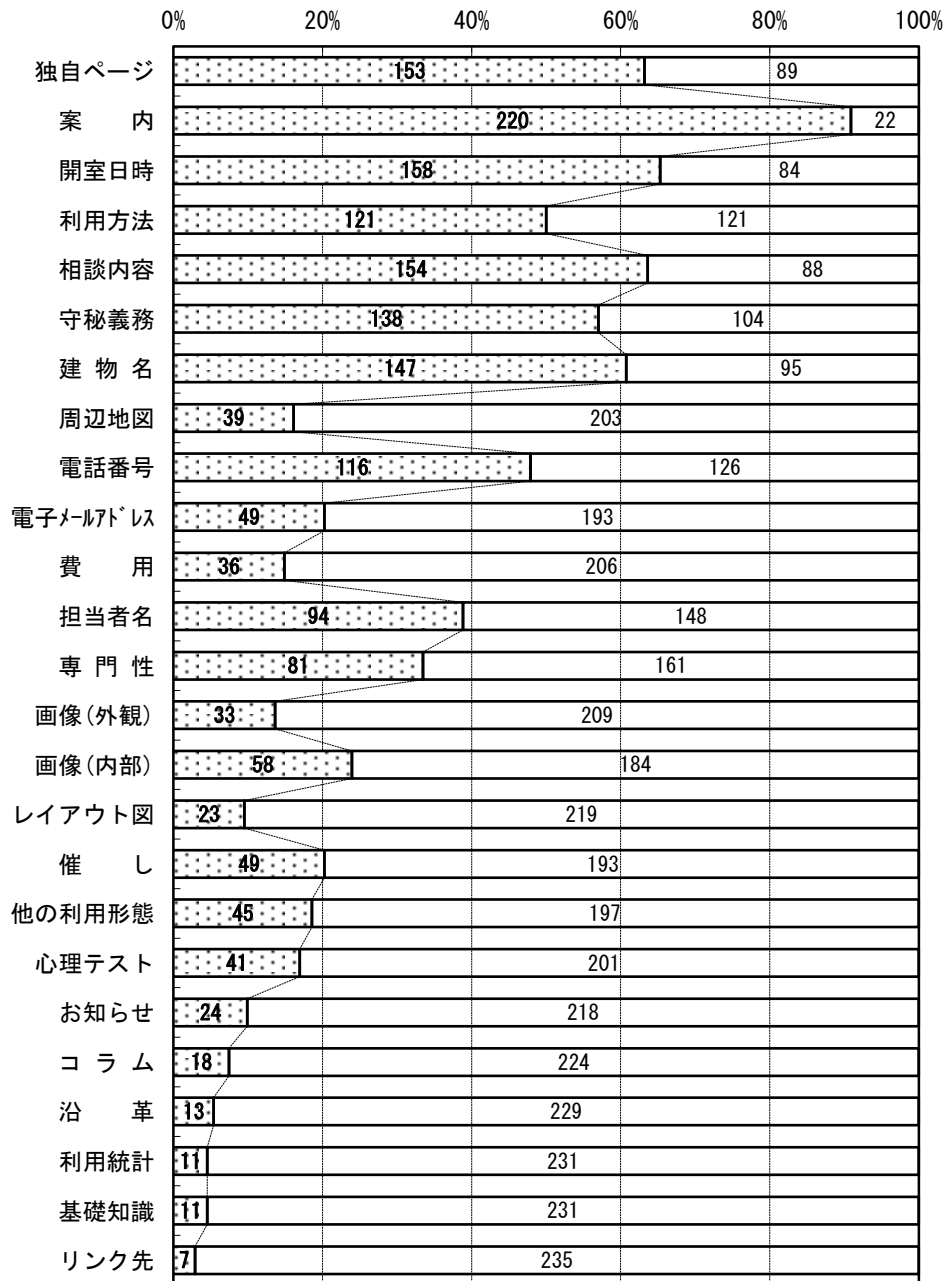 0% 20% 40% 60% 80% 100%
独自ページ 153 89
案 内 220 22
開室日時 158 84
利用方法 121 121
相談内容 154 88
守秘義務 138 104
建 物 名 147 95
周辺地図 39 203
電話番号 116 126
電子ﾒｰﾙｱﾄﾞﾚｽ 49 193
費 用 36 206
担当者名 94 148
専 門 性 81 161
画像(外観) 33 209
画像(内部) 58 184
レイアウト図 23 219
催 し 49 193
他の利用形態 45 197
心理テスト 41 201
お知らせ 24 218
コ ラ ム 18 224
沿 革 13 229
利用統計 11 231
基礎知識 11 231
リンク先 7 235